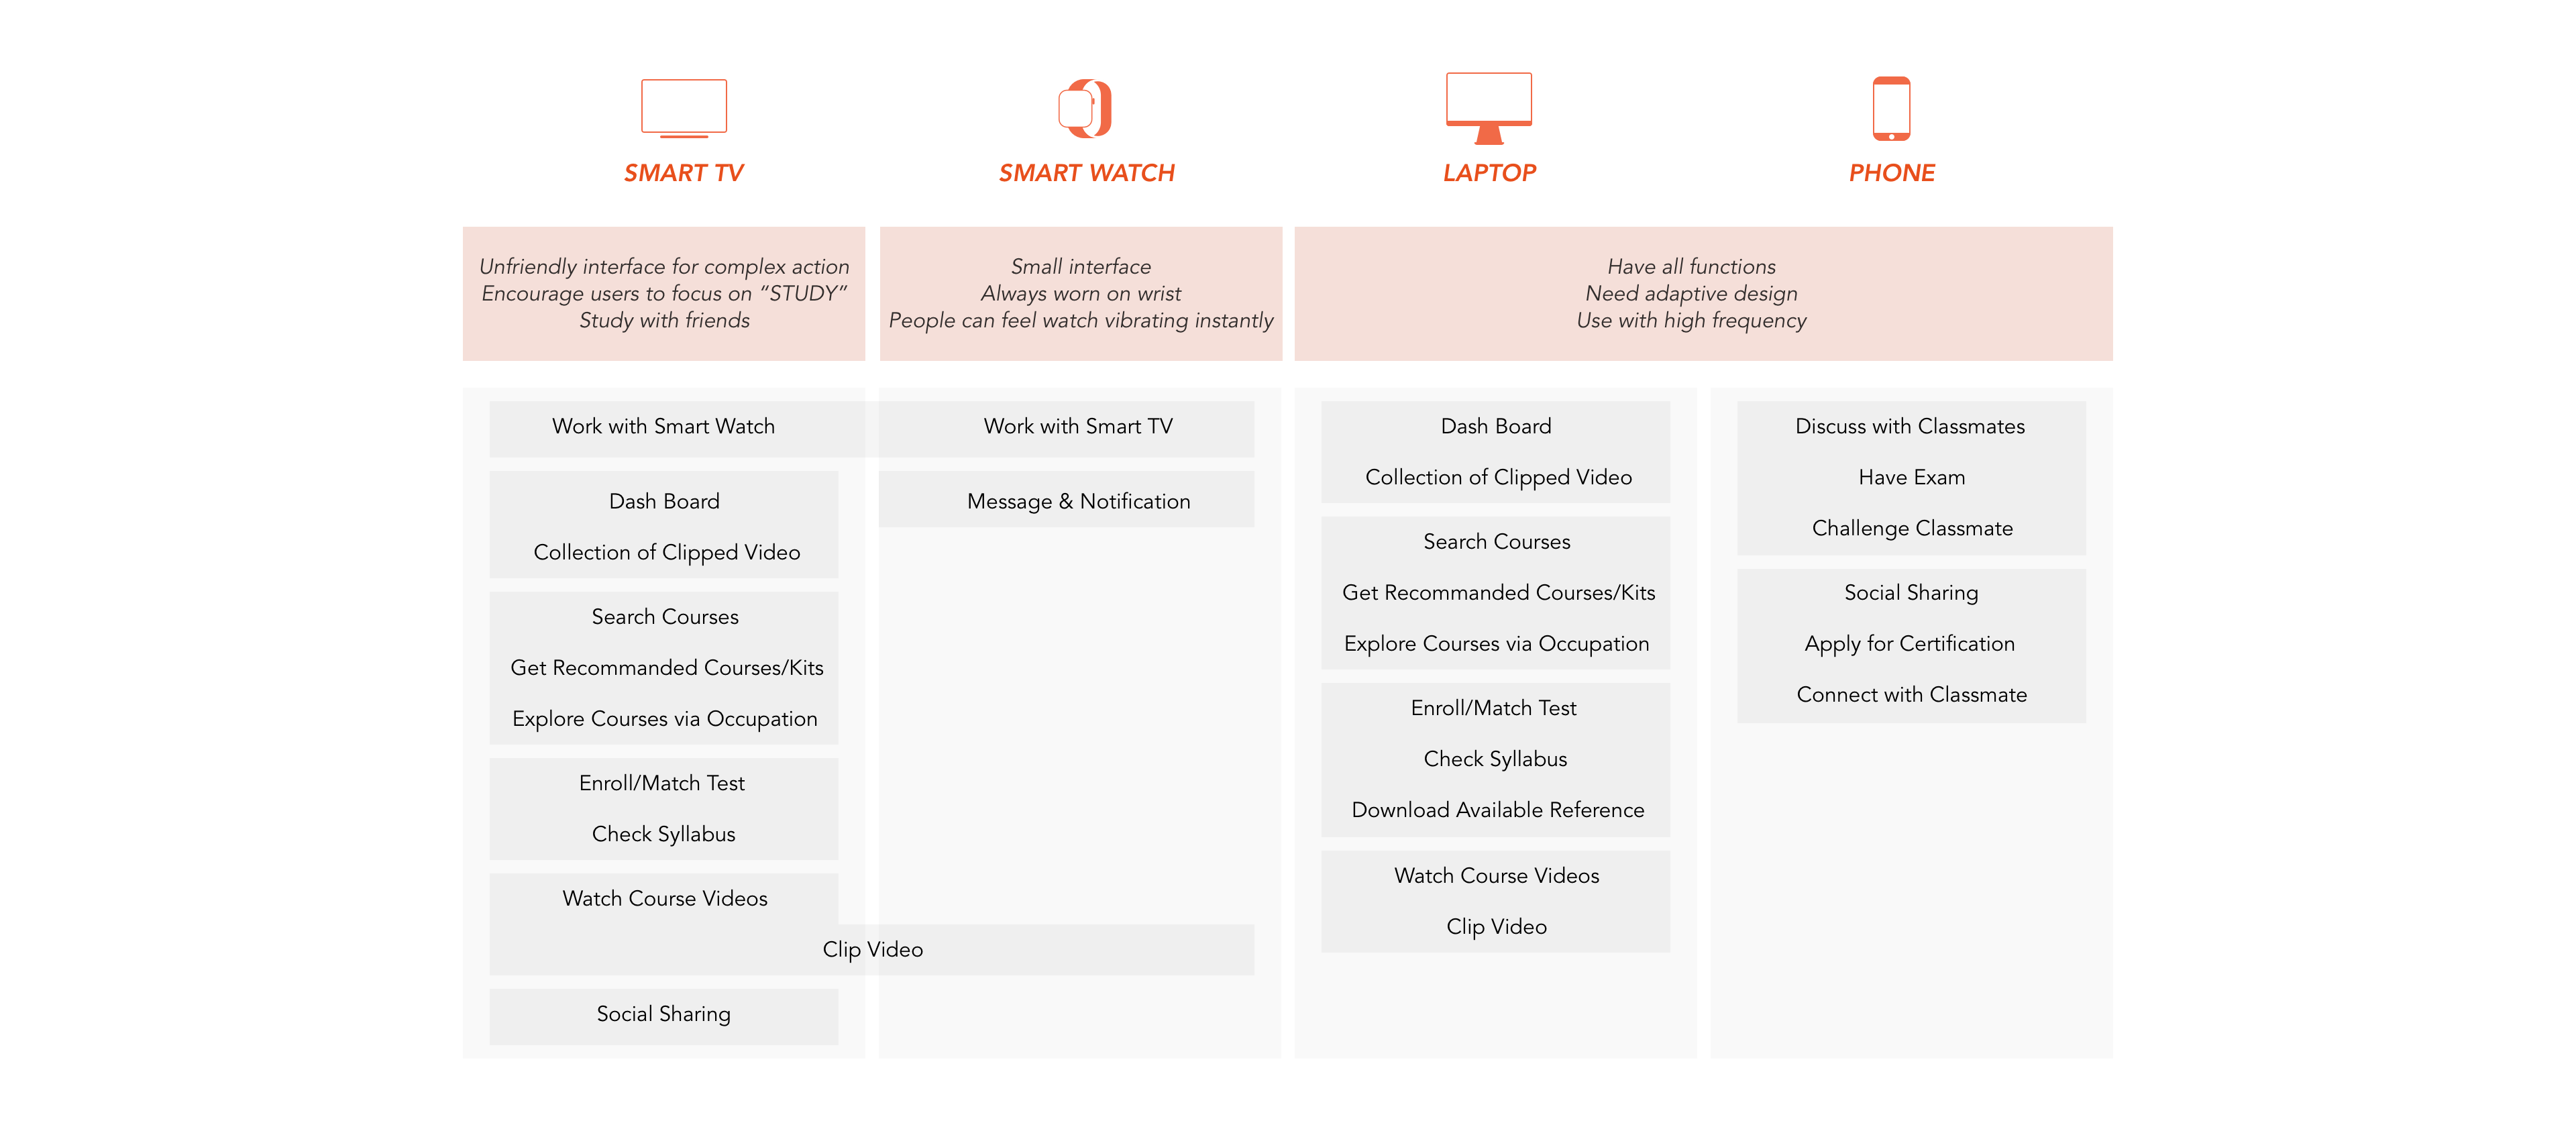 SMART TV
SMART WATCH
LAPTOP
PHONE
Unfriendly interface for complex action
Encourage users to focus on “STUDY”
Study with friends
Small interface
Always worn on wrist
People can feel watch vibrating instantly
Have all functions
Need adaptive design
Use with high frequency
Work with Smart Watch
Dash Board
Collection of Clipped Video
Search Courses
Get Recommanded Courses/Kits
Explore Courses via Occupation
Enroll/Match Test
Check Syllabus
Watch Course Videos
Clip Video
Social Sharing
Work with Smart TV
Message & Notification
Dash Board
Collection of Clipped Video
Search Courses
Get Recommanded Courses/Kits
Explore Courses via Occupation
Enroll/Match Test
Check Syllabus
Download Available Reference
Watch Course Videos
Clip Video
Discuss with Classmates
Have Exam
Challenge Classmate
Social Sharing
Apply for Certification
Connect with Classmate